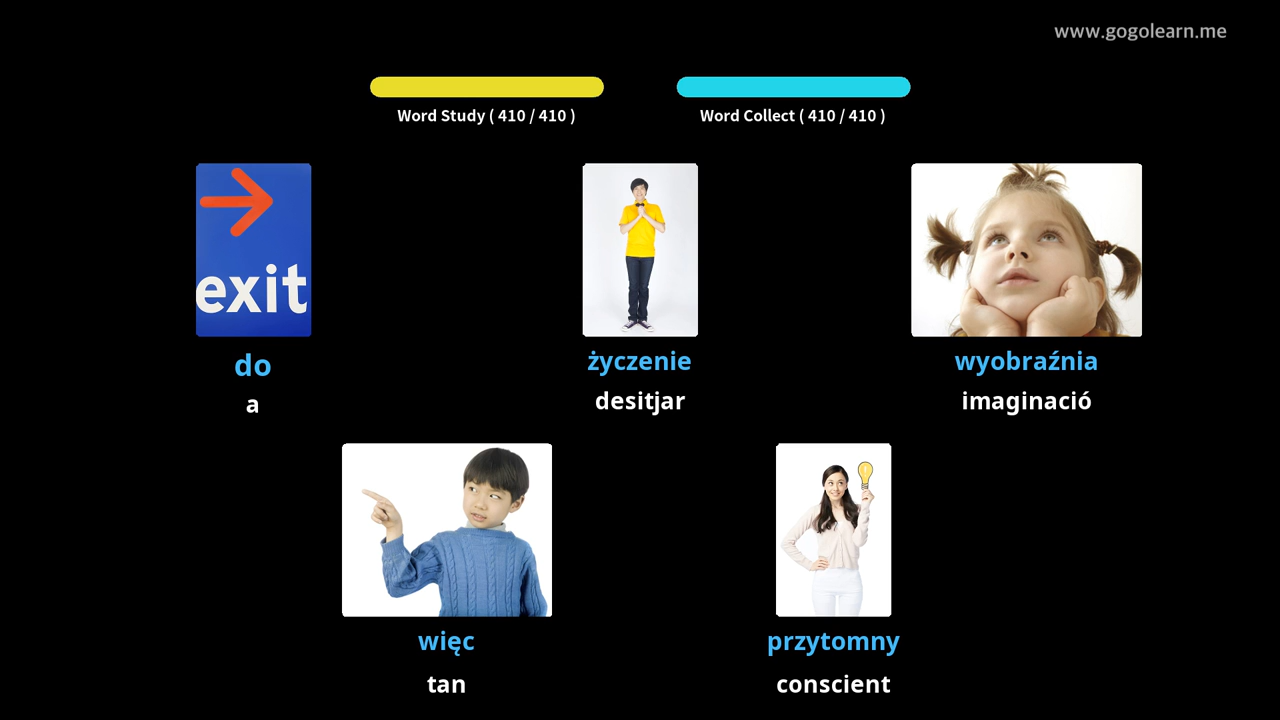 www.gogolearn.me
Word Study ( 410 / 410 )
Word Collect ( 410 / 410 )
exit
do
a
życzenie
desitjar
wyobraźnia
imaginació
więc
tan
przytomny
conscient